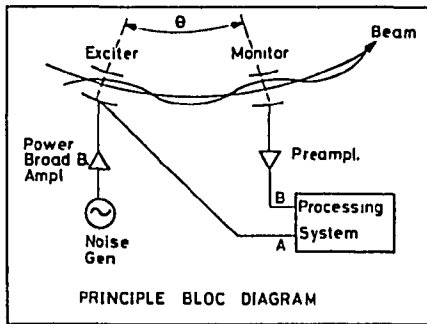 θ
Exciter
Monitor
Beam
Power
Broad B
Ampl
Preampl.
Noise
Gen
B
Processing
System
A
PRINCIPLE BLOC DIAGRAM